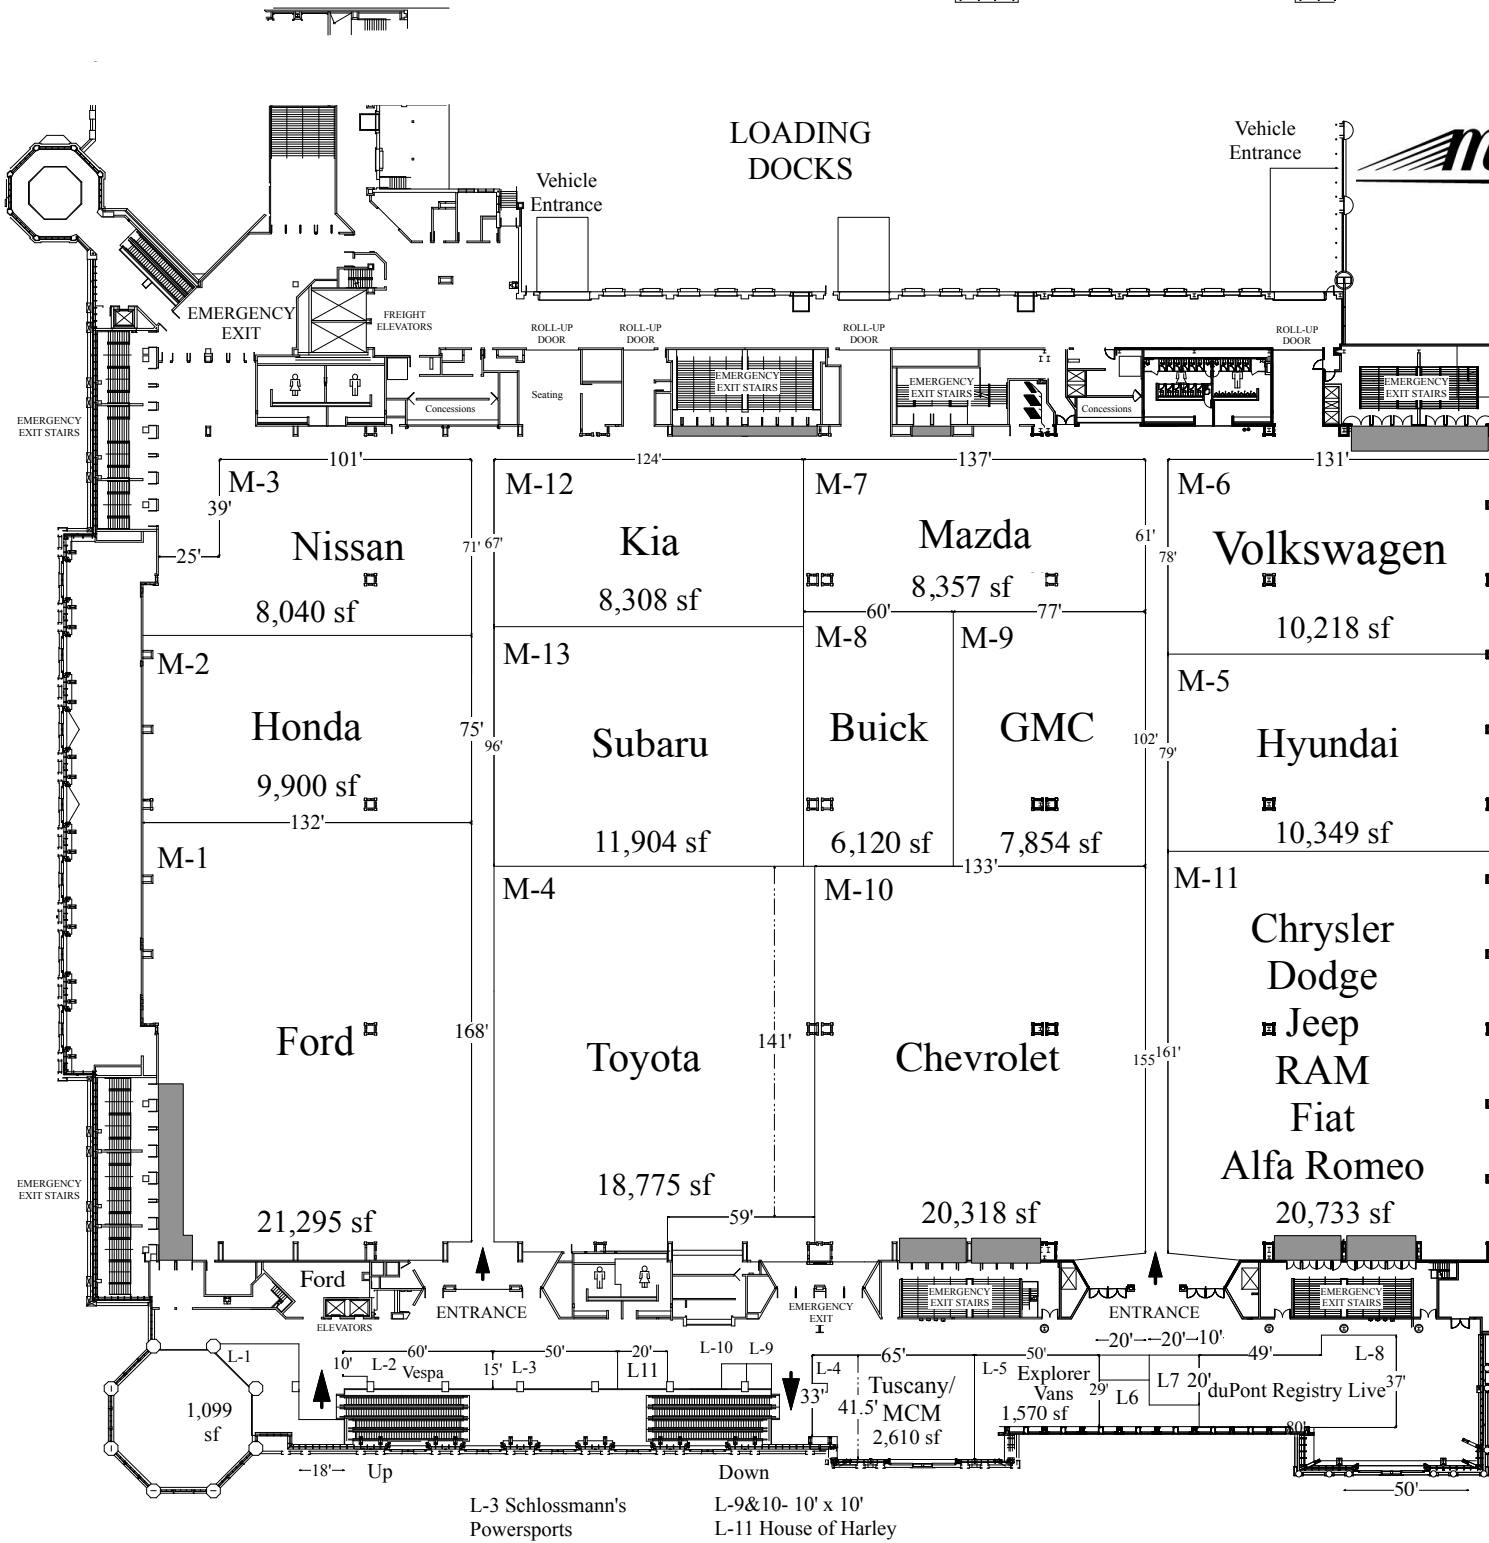 LOADING
DOCKS
Vehicle
Entrance
m
Vehicle
Entrance
EMERGENCY
EXIT
FREIGHT
ELEVATORS
ROLL-UP
DOOR
ROLL-UP
DOOR
ROLL-UP
DOOR
ROLL-UP
DOOR
EMERGENCY
EXIT STAIRS
EMERGENCY
EXIT STAIRS
EMERGENCY
EXIT STAIRS
EMERGENCY
EXIT STAIRS
Concessions
Seating
Concessions
101'
124'
137'
131'
M-3
M-12
M-7
M-6
39'
25'
Nissan
71'
67'
Kia
Mazda
61'
78'
Volkswagen
8,040 sf
8,308 sf
8,357 sf
60'
77'
10,218 sf
M-2
M-13
M-8
M-9
M-5
Honda
75'
96'
Subaru
Buick
GMC
102'
79'
Hyundai
9,900 sf
132'
11,904 sf
6,120 sf
7,854 sf
10,349 sf
M-1
M-4
133'
M-10
M-11
Chrysler
Dodge
Jeep
RAM
Fiat
Alfa Romeo
Ford
168'
Toyota
141'
Chevrolet
155'
161'
EMERGENCY
EXIT STAIRS
21,295 sf
18,775 sf
59'
20,318 sf
20,733 sf
Ford
ELEVATORS
ENTRANCE
EMERGENCY
EXIT
EMERGENCY
EXIT STAIRS
ENTRANCE
EMERGENCY
EXIT STAIRS
20'
20'
10'
L-1
10'
60'
L-2
Vespa
15'
50'
L-3
20'
L11
L-10
L-9
L-4
65'
L-5
50'
Explorer
Vans
1,570 sf
49'
L-8
1,099
sf
33'
41.5'
Tuscany/
MCM
2,610 sf
29'
L6
L7
20'
duPont Registry Live
37'
80'
18'
Up
Down
50'
L-3 Schlossmann's
Powersports
L-9&10- 10' x 10'
L-11 House of Harley